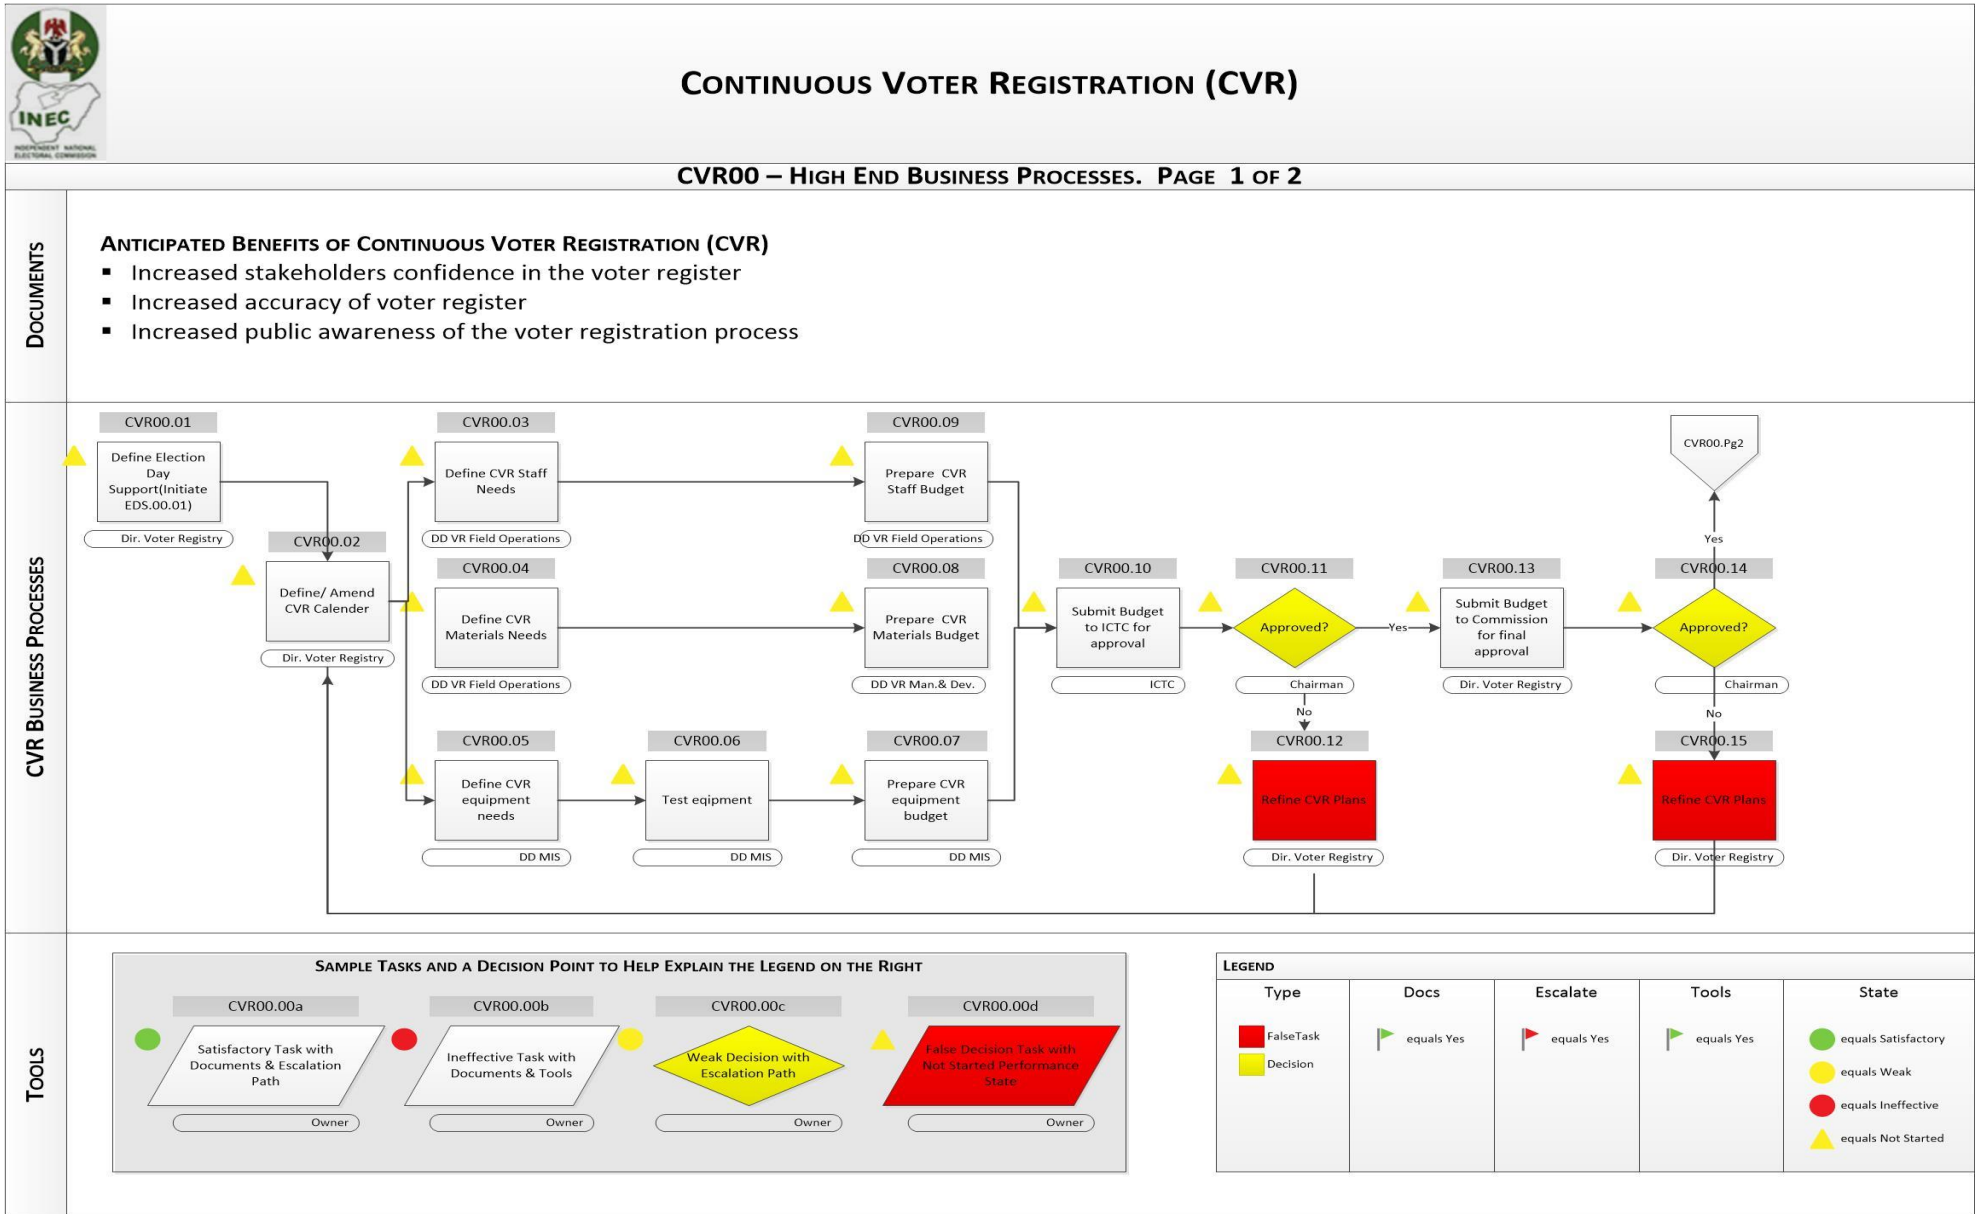 INEC
INDEPENDENT NATIONAL
ELECTORAL COMMISSION
CONTINUOUS VOTER REGISTRATION (CVR)
CVR00 – HIGH END BUSINESS PROCESSES. PAGE 1 OF 2
DOCUMENTS
ANTICIPATED BENEFITS OF CONTINUOUS VOTER REGISTRATION (CVR)
▪ Increased stakeholders confidence in the voter register
▪ Increased accuracy of voter register
▪ Increased public awareness of the voter registration process
CVR BUSINESS PROCESSES
CVR00.01
Define Election
Day
Support(Initiate
EDS.00.01)
Dir. Voter Registry
CVR00.02
Define/ Amend
CVR Calender
Dir. Voter Registry
CVR00.03
Define CVR Staff
Needs
DD VR Field Operations
CVR00.04
Define CVR
Materials Needs
DD VR Field Operations
CVR00.05
Define CVR
equipment
needs
DD MIS
CVR00.06
Test eqipment
DD MIS
CVR00.07
Prepare CVR
equipment
budget
DD MIS
CVR00.08
Prepare CVR
Materials Budget
DD VR Man.& Dev.
CVR00.09
Prepare CVR
Staff Budget
DD VR Field Operations
CVR00.10
Submit Budget
to ICTC for
approval
ICTC
CVR00.11
Approved?
Chairman
Yes
No
CVR00.12
Refine CVR Plans
Dir. Voter Registry
CVR00.13
Submit Budget
to Commission
for final
approval
Dir. Voter Registry
CVR00.14
Approved?
Chairman
Yes
CVR00.Pg2
No
CVR00.15
Refine CVR Plans
Dir. Voter Registry
TOOLS
SAMPLE TASKS AND A DECISION POINT TO HELP EXPLAIN THE LEGEND ON THE RIGHT
CVR00.00a
Satisfactory Task with
Documents & Escalation
Path
Owner
CVR00.00b
Ineffective Task with
Documents & Tools
Owner
CVR00.00c
Weak Decision with
Escalation Path
Owner
CVR00.00d
False Decision Task with
Not Started Performance
State
Owner
LEGEND
Type
FalseTask
Decision
Docs
equals Yes
Escalate
equals Yes
Tools
equals Yes
State
equals Satisfactory
equals Weak
equals Ineffective
equals Not Started